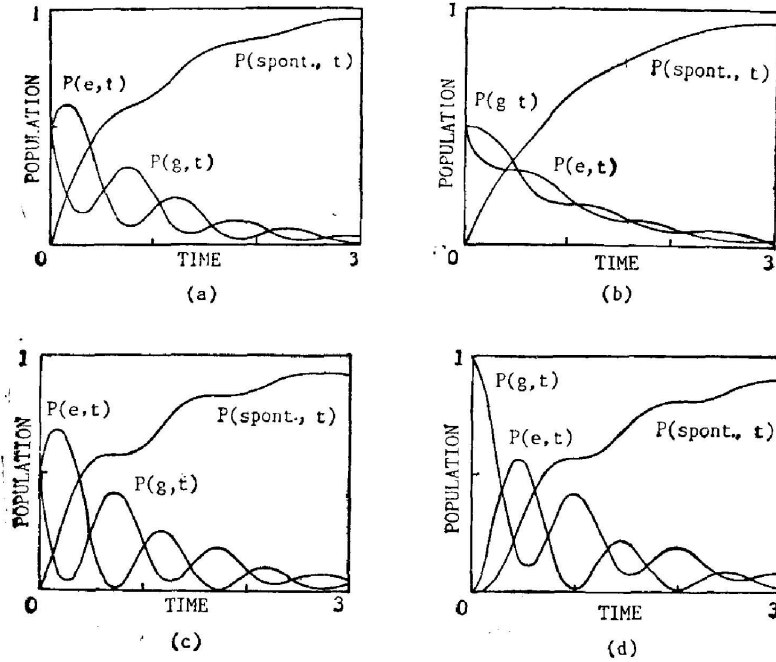 1
P(e,t)
P(spont., t)
P(g,t)
POPULATION
0
TIME
3
(a)
1
P(g t)
P(spont., t)
P(e,t)
POPULATION
0
TIME
3
(b)
1
P(e,t)
P(spont., t)
P(g,t)
POPULATION
0
TIME
3
(c)
1
P(g,t)
P(e,t)
P(spont., t)
POPULATION
0
TIME
3
(d)